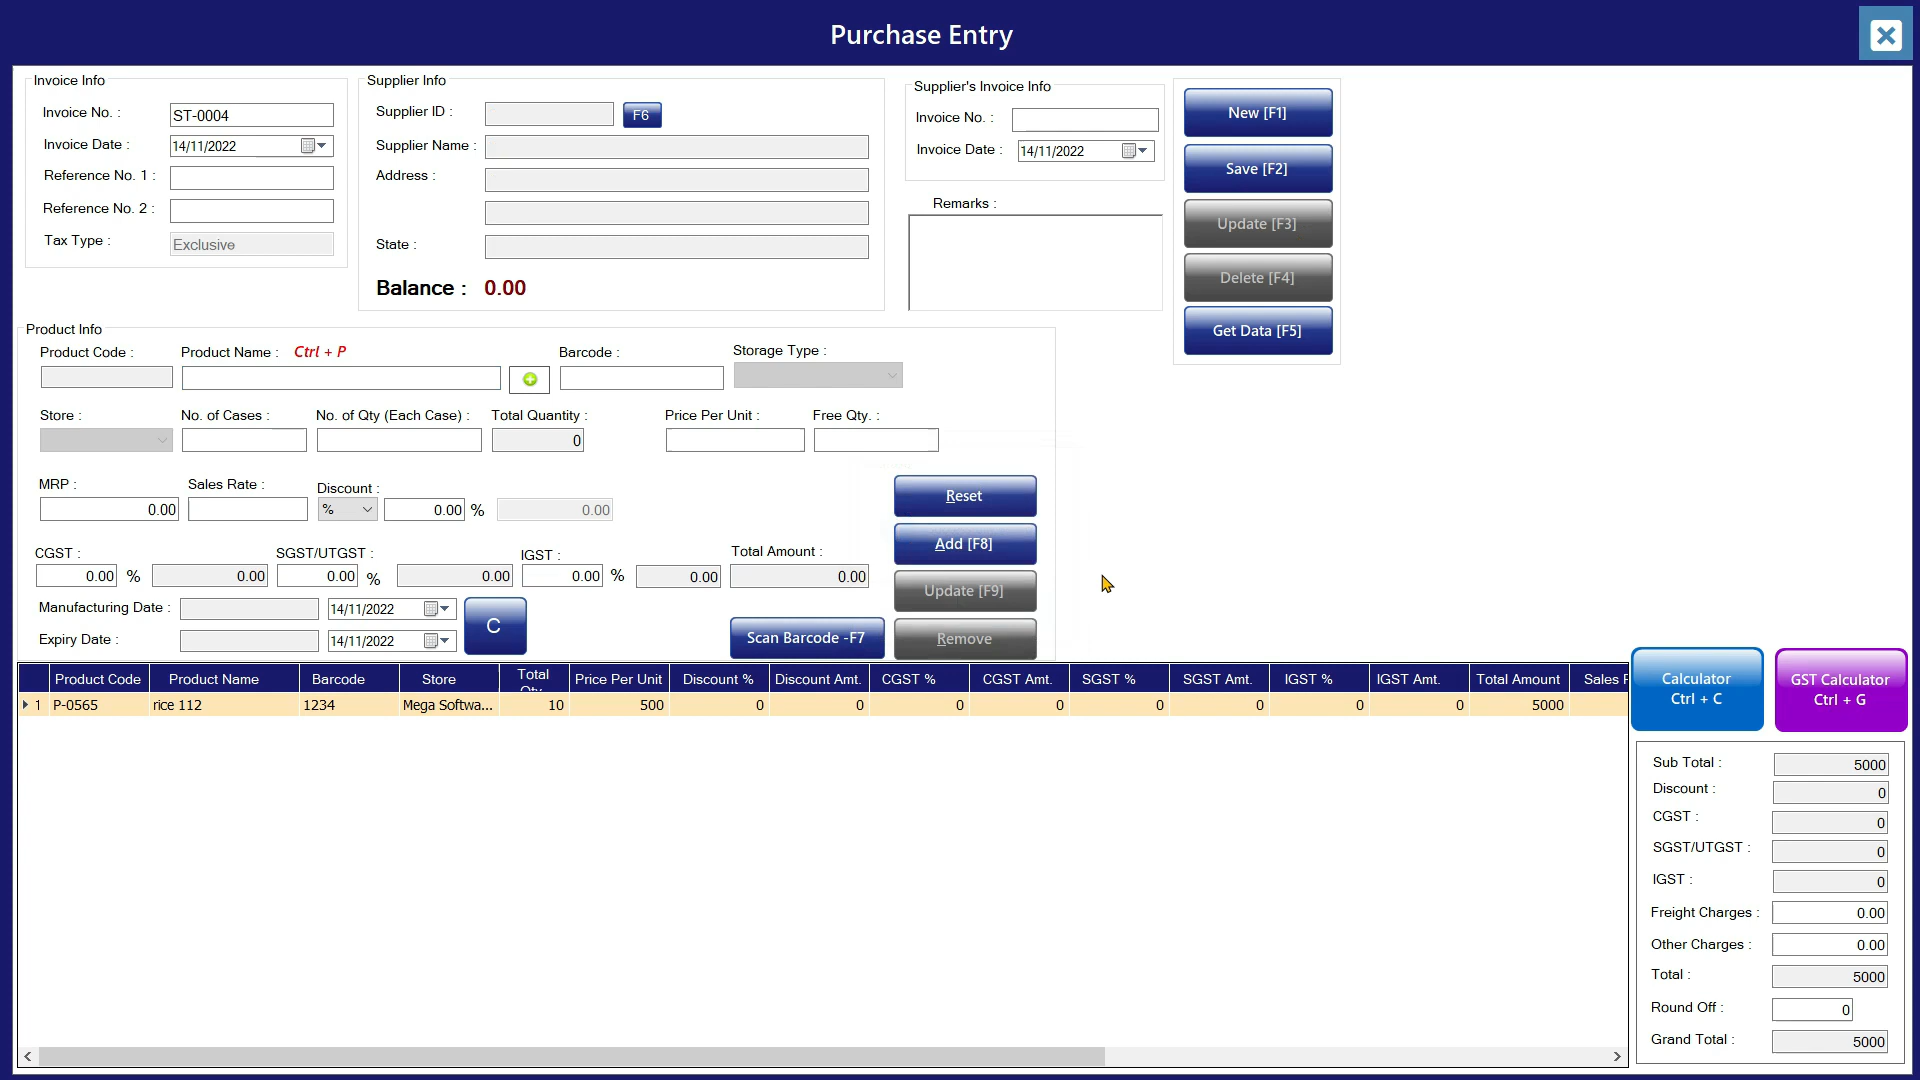 Purchase Entry
Invoice Info
Invoice No. :
ST-0004
Invoice Date :
14/11/2022
Reference No. 1 :
Reference No. 2 :
Tax Type :
Exclusive
Supplier Info
Supplier ID :
F6
Supplier Name :
Address :
State :
Balance : 0.00
Supplier's Invoice Info
Invoice No. :
Invoice Date :
14/11/2022
Remarks :
New [F1]
Save [F2]
Update [F3]
Delete [F4]
Get Data [F5]
Product Info
Product Code :
Product Name : Ctrl + P
Barcode :
Storage Type :
Store :
No. of Cases :
No. of Qty (Each Case) :
Total Quantity :
0
Price Per Unit :
Free Qty. :
MRP :
0.00
Sales Rate :
Discount :
%
0.00 %
0.00
Reset
Add [F8]
Update [F9]
Remove
CGST :
0.00 %
0.00
SGST/UTGST :
0.00 %
0.00
IGST :
0.00 %
0.00
Total Amount :
0.00
Manufacturing Date :
14/11/2022
Expiry Date :
14/11/2022
C
Scan Barcode -F7
Product Code Product Name Barcode Store Total Price Per Unit Discount % Discount Amt. CGST % CGST Amt. SGST % SGST Amt. IGST % IGST Amt. Total Amount Sales
1 P-0565 rice 112 1234 Mega Softwa... 10 500 0 0 0 0 0 0 0 0 5000
Calculator
Ctrl + C
GST Calculator
Ctrl + G
Sub Total : 5000
Discount : 0
CGST : 0
SGST/UTGST : 0
IGST : 0
Freight Charges : 0.00
Other Charges : 0.00
Total : 5000
Round Off : 0
Grand Total : 5000